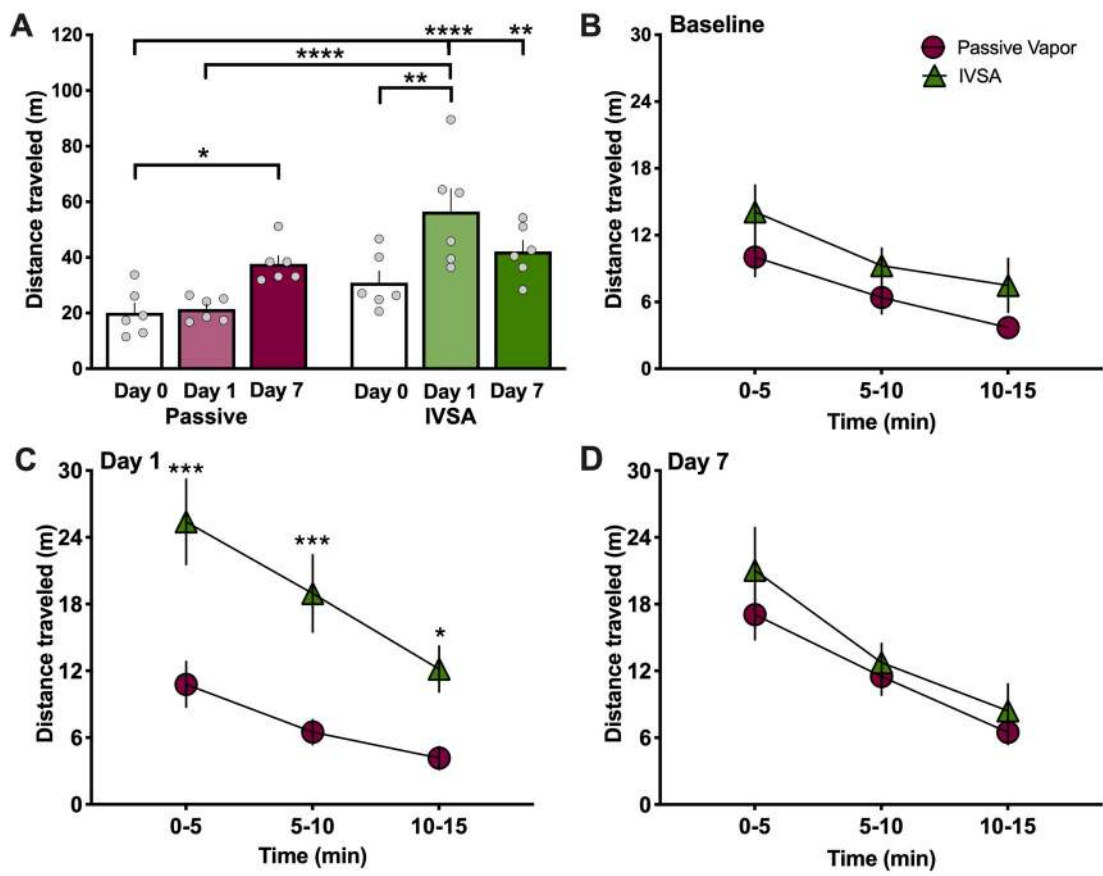 A
Distance traveled (m)
120
100
80
60
40
20
0
****
**
****
**
*
Day 0 Day 1 Day 7 Day 0 Day 1 Day 7
Passive IVSA
B Baseline
Distance traveled (m)
30
24
18
12
6
0
Passive Vapor
IVSA
0-5 5-10 10-15
Time (min)
C Day 1
Distance traveled (m)
30
24
18
12
6
0
***
***
*
0-5 5-10 10-15
Time (min)
D Day 7
Distance traveled (m)
30
24
18
12
6
0
0-5 5-10 10-15
Time (min)